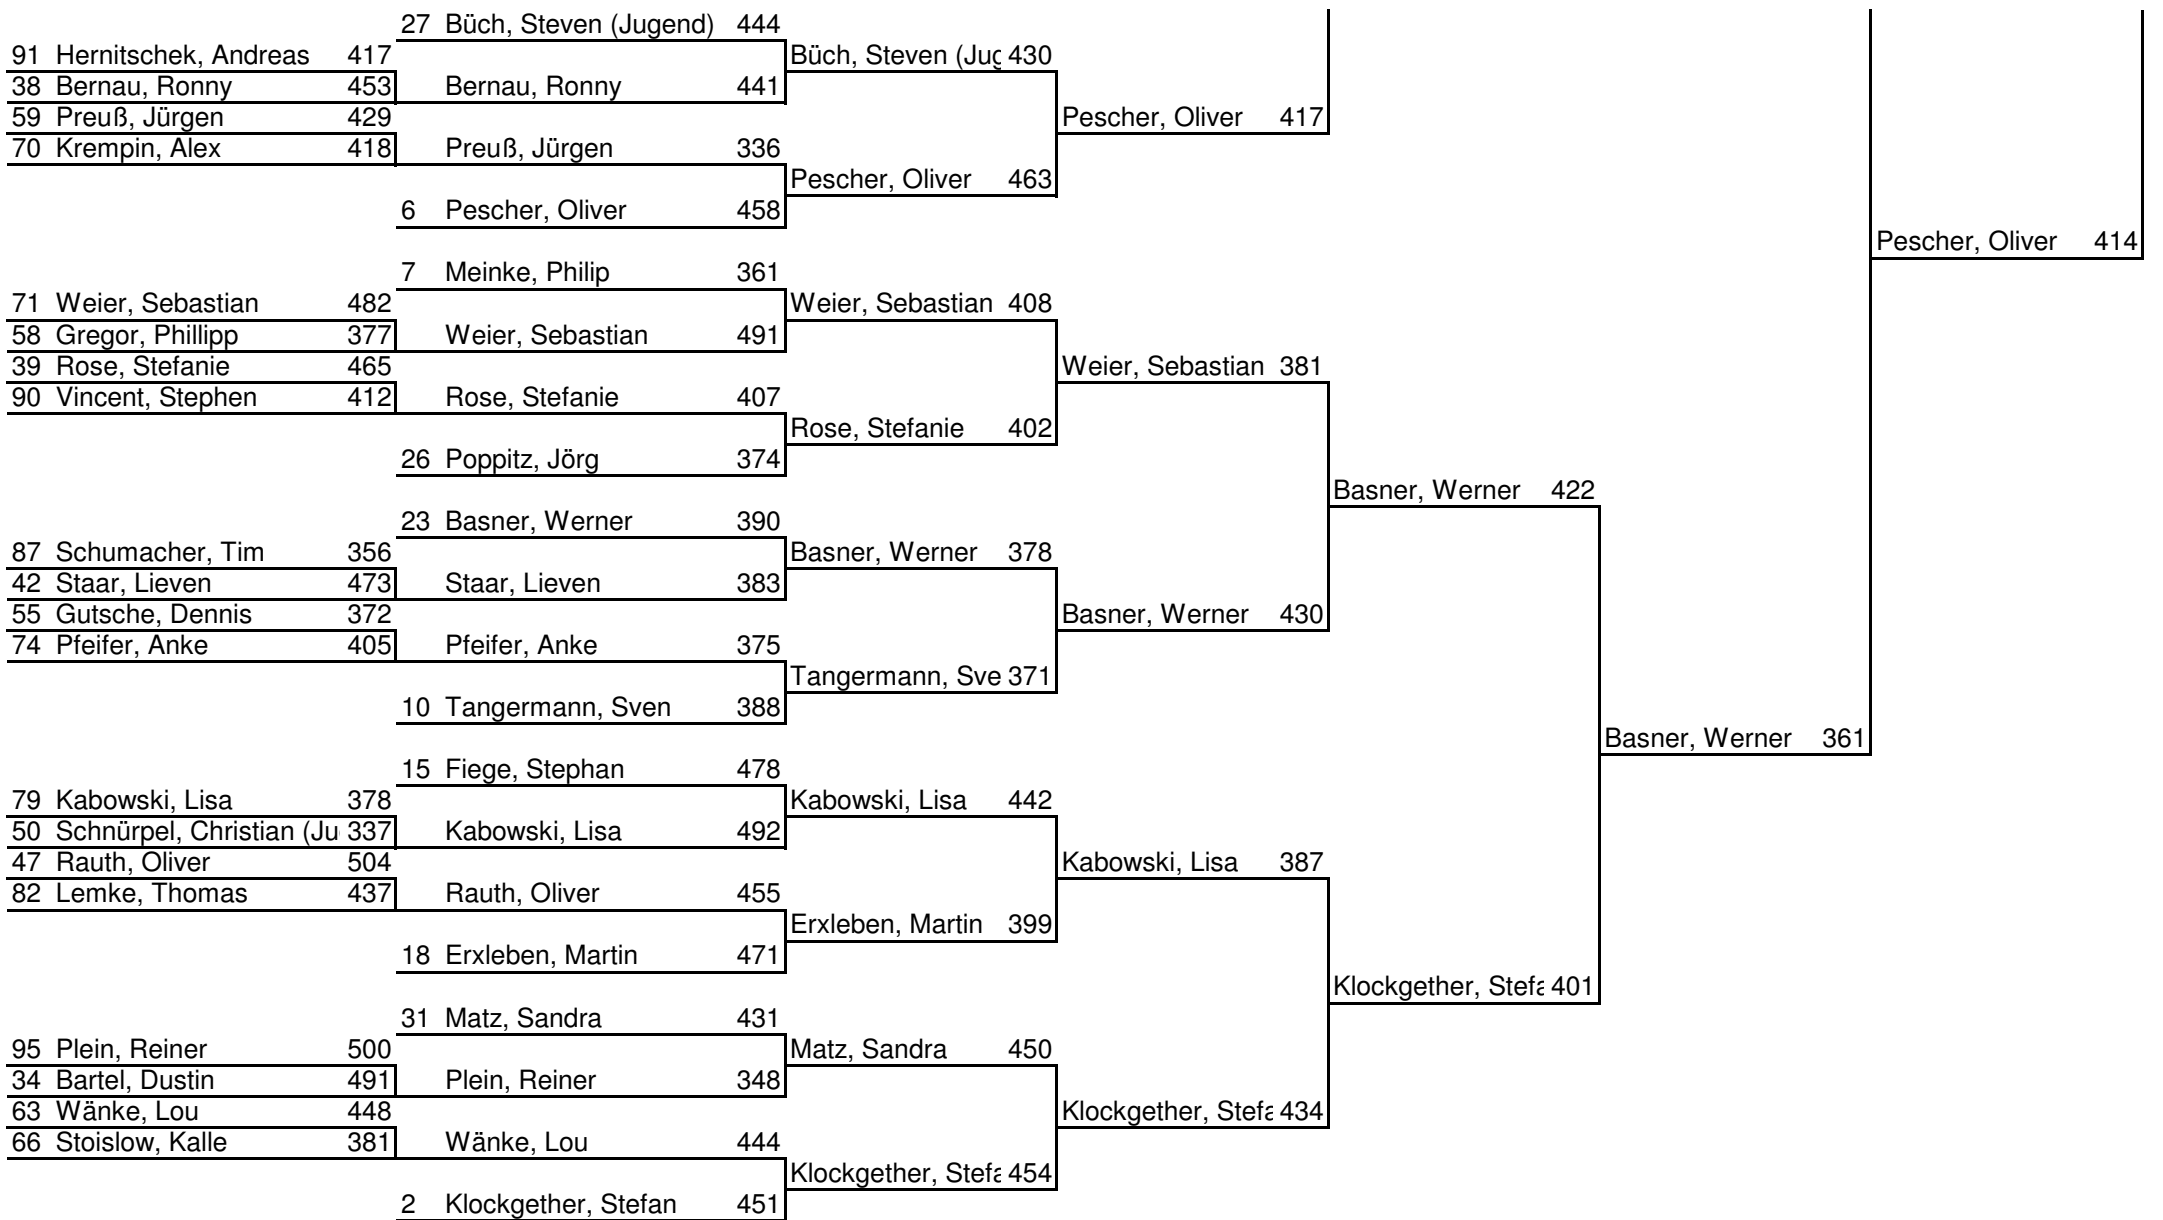 27 Büch, Steven (Jugend) 444
91 Hernitschek, Andreas 417 Büch, Steven (Jug 430
38 Bernau, Ronny 453 Bernau, Ronny 441
59 Preuß, Jürgen 429 Pescher, Oliver 417
70 Krempin, Alex 418 Preuß, Jürgen 336
Pescher, Oliver 463
6 Pescher, Oliver 458
Pescher, Oliver 414
7 Meinke, Philip 361
71 Weier, Sebastian 482 Weier, Sebastian 408
58 Gregor, Phillipp 377 Weier, Sebastian 491
39 Rose, Stefanie 465 Weier, Sebastian 381
90 Vincent, Stephen 412 Rose, Stefanie 407
Rose, Stefanie 402
26 Poppitz, Jörg 374
Basner, Werner 422
23 Basner, Werner 390
87 Schumacher, Tim 356 Basner, Werner 378
42 Staar, Lieven 473 Staar, Lieven 383
55 Gutsche, Dennis 372 Basner, Werner 430
74 Pfeifer, Anke 405 Pfeifer, Anke 375
Tangermann, Sve 371
10 Tangermann, Sven 388
Basner, Werner 361
15 Fiege, Stephan 478
79 Kabowski, Lisa 378 Kabowski, Lisa 442
50 Schnürpel, Christian (Ju 337 Kabowski, Lisa 492
47 Rauth, Oliver 504 Kabowski, Lisa 387
82 Lemke, Thomas 437 Rauth, Oliver 455
Erxleben, Martin 399
18 Erxleben, Martin 471
Klockgether, Stefa 401
31 Matz, Sandra 431
95 Plein, Reiner 500 Matz, Sandra 450
34 Bartel, Dustin 491 Plein, Reiner 348
63 Wänke, Lou 448 Klockgether, Stefa 434
66 Stoislow, Kalle 381 Wänke, Lou 444
Klockgether, Stefa 454
2 Klockgether, Stefan 451